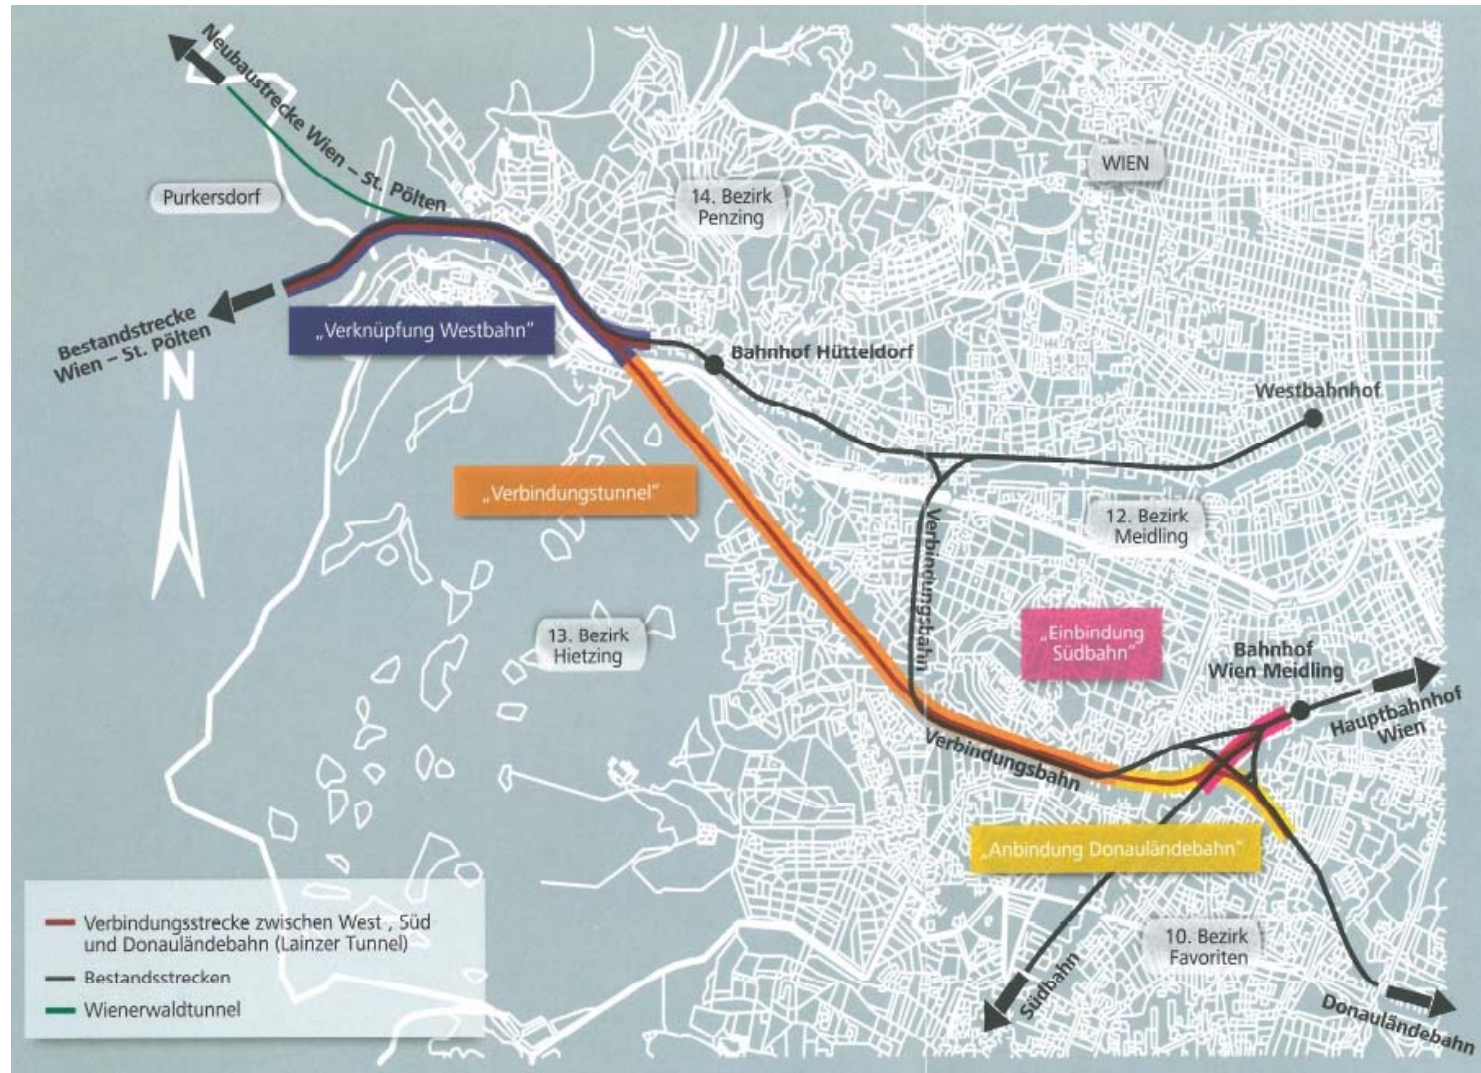 Neubaustrecke Wien – St. Pölten
Purkersdorf
14. Bezirk
Penzing
WIEN
Bestandstrecke
Wien – St. Pölten
„Verknüpfung Westbahn"
N
Bahnhof Hütteldorf
Westbahnhof
„Verbindungstunnel"
12. Bezirk
Meidling
Verbindungsbahn
13. Bezirk
Hietzing
„Einbindung
Südbahn"
Bahnhof
Wien Meidling
Hauptbahnhof
Wien
Verbindungsbahn
„Anbindung Donauländebahn"
10. Bezirk
Favoriten
Südbahn
Donauländebahn
Verbindungsstrecke zwischen West , Süd
und Donauländebahn (Lainzer Tunnel)
Bestandsstrecken
Wienerwaldtunnel